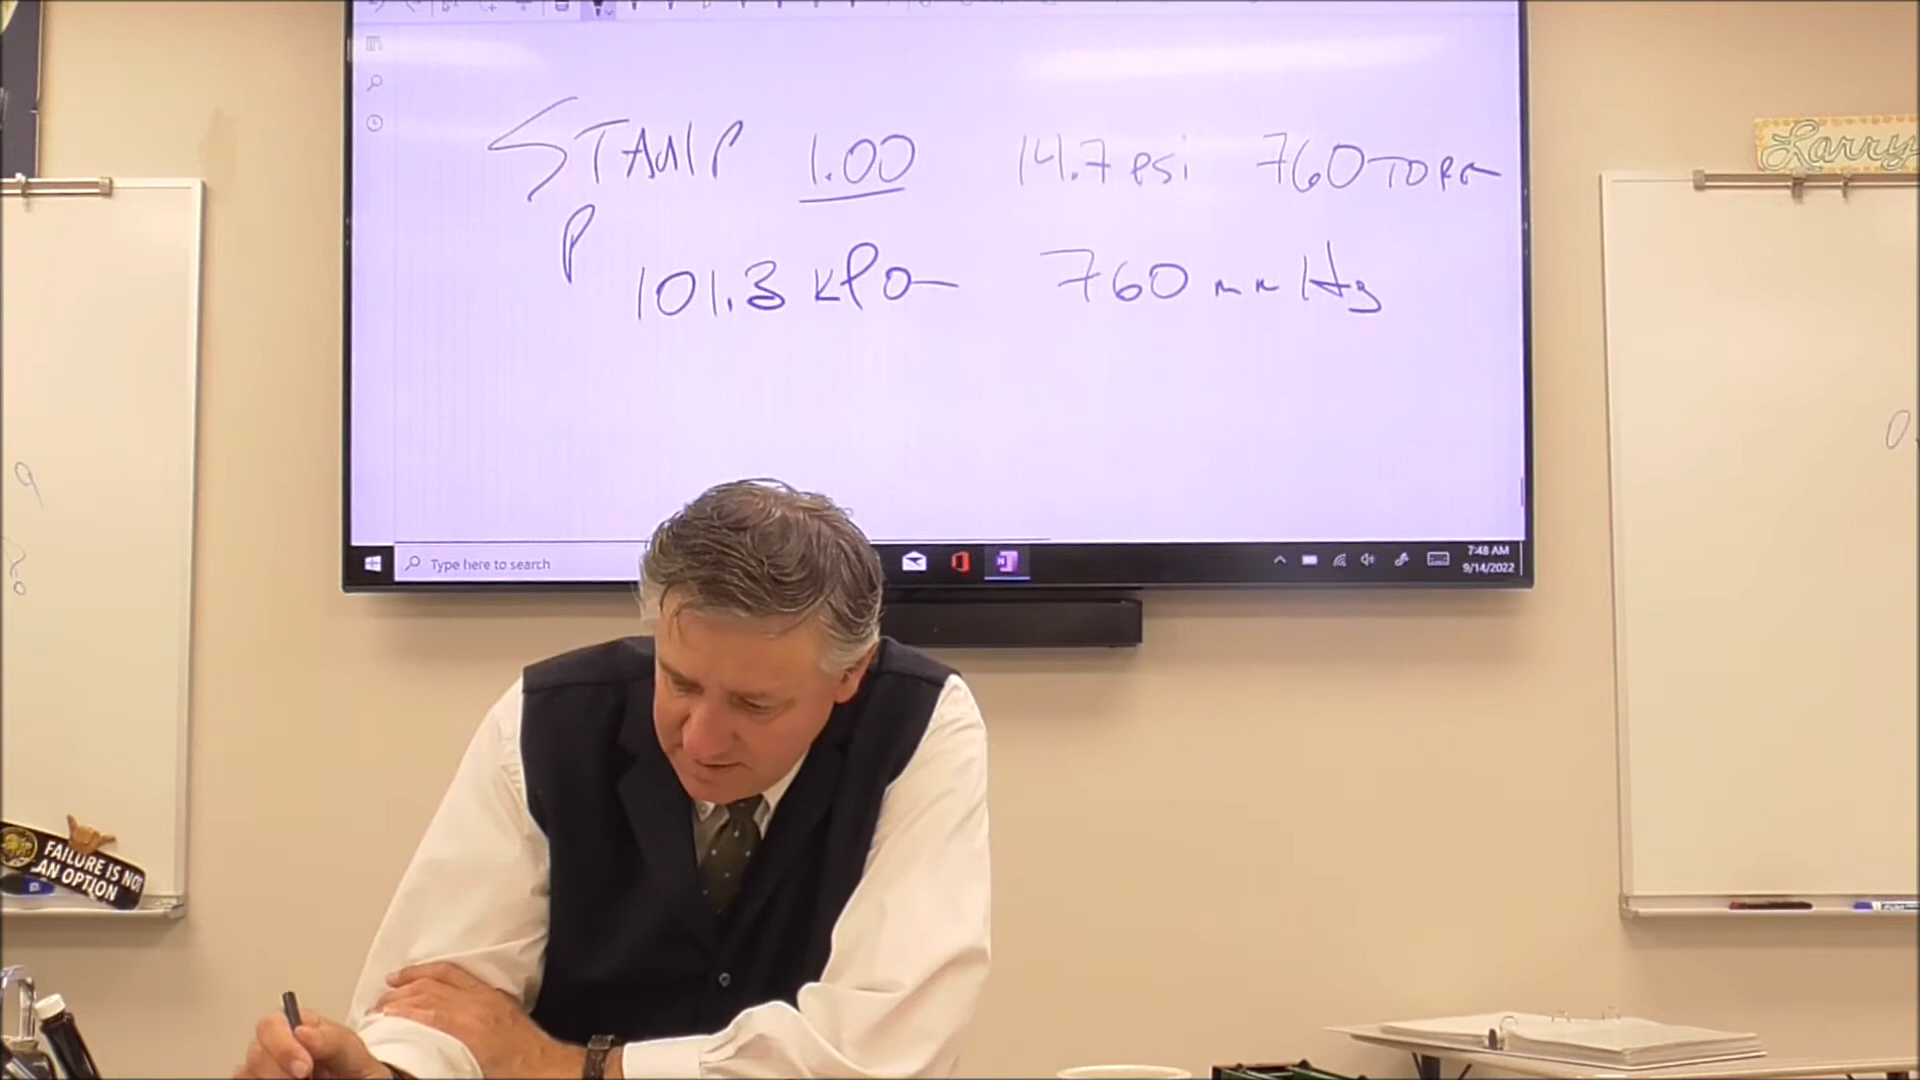 STAMP 1.00 14.7 psi 760 TORR
P
101.3 kPa 760 mm Hg
Type here to search
7:48 AM
9/14/2022
Larry
FAILURE IS NOT
AN OPTION